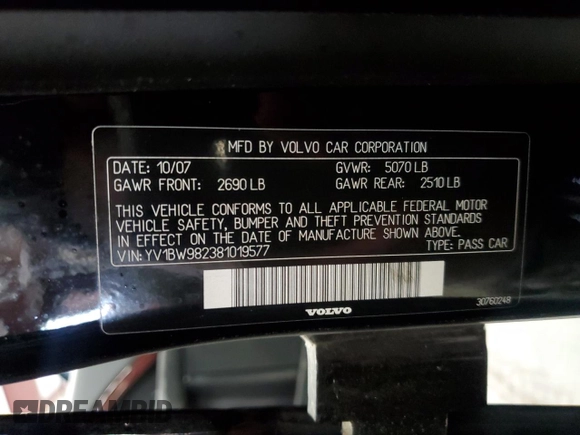 MFD BY VOLVO CAR CORPORATION
DATE: 10/07 GVWR: 5070 LB
GAWR FRONT: 2690 LB GAWR REAR: 2510 LB
THIS VEHICLE CONFORMS TO ALL APPLICABLE FEDERAL MOTOR
VEHICLE SAFETY, BUMPER AND THEFT PREVENTION STANDARDS
IN EFFECT ON THE DATE OF MANUFACTURE SHOWN ABOVE.
VIN: YV1BW982381019577 TYPE: PASS CAR
VOLVO
30760248
DREAMBID